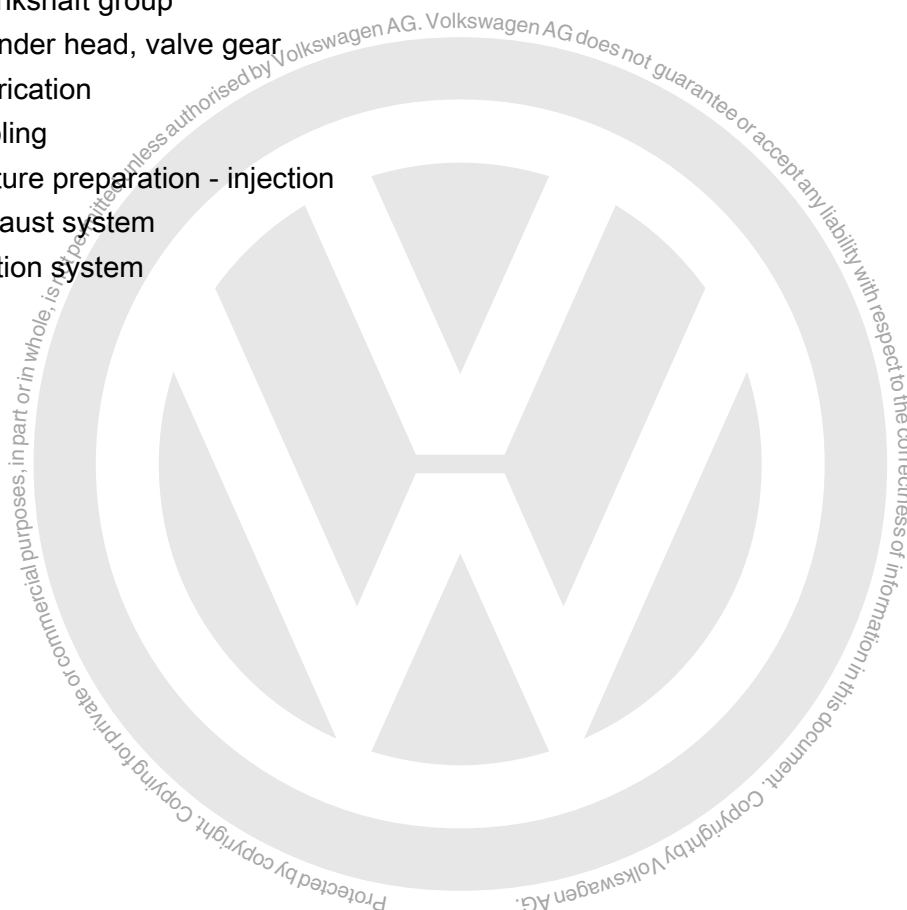 nkshaft group
nder head, valve gear
rication
oling
ture preparation - injection
aust system
tion system
Protected by copyright. Copying for private or commercial purposes, in part or in whole, is not permitted unless authorised by Volkswagen AG. Volkswagen AG does not guarantee or accept any liability with respect to the correctness of information in this document. Copyright by Volkswagen AG.